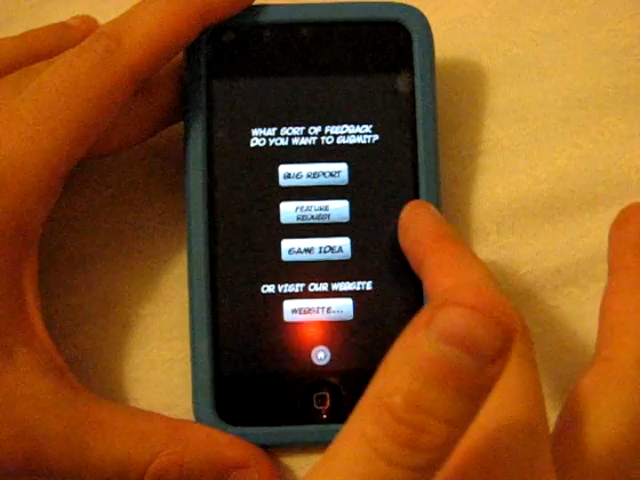 WHAT SORT OF FEEDBACK
DO YOU WANT TO SUBMIT?
BUG REPORT
FEATURE
REQUEST
GAME IDEA
OR VISIT OUR WEBSITE
WEBSITE...